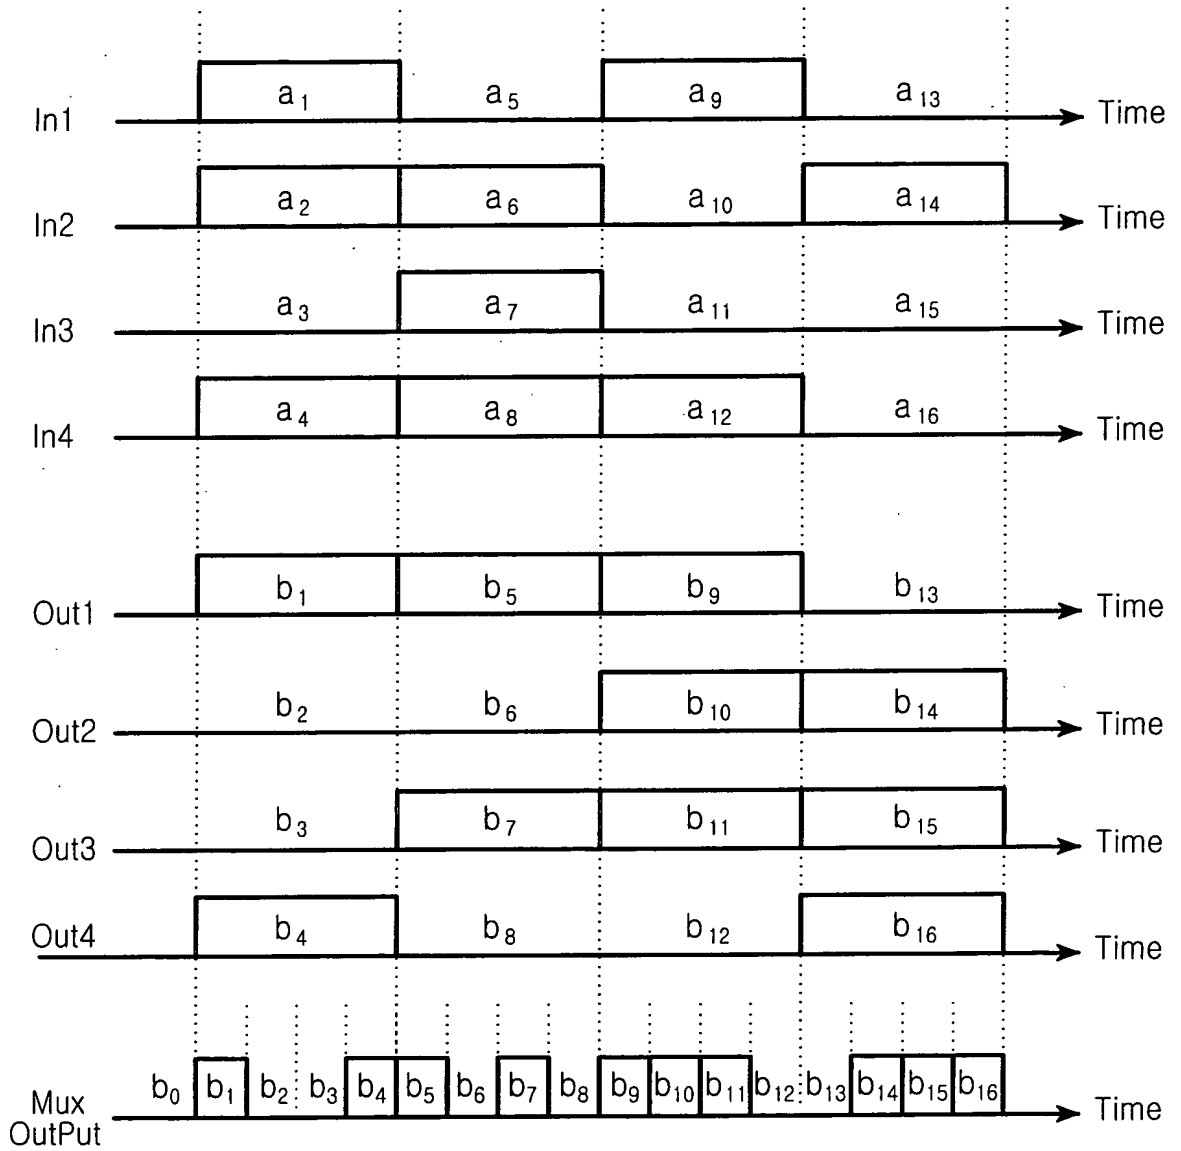 In1 a1 a5 a9 a13 Time
In2 a2 a6 a10 a14 Time
In3 a3 a7 a11 a15 Time
In4 a4 a8 a12 a16 Time
Out1 b1 b5 b9 b13 Time
Out2 b2 b6 b10 b14 Time
Out3 b3 b7 b11 b15 Time
Out4 b4 b8 b12 b16 Time
Mux OutPut b0 b1 b2 b3 b4 b5 b6 b7 b8 b9 b10 b11 b12 b13 b14 b15 b16 Time